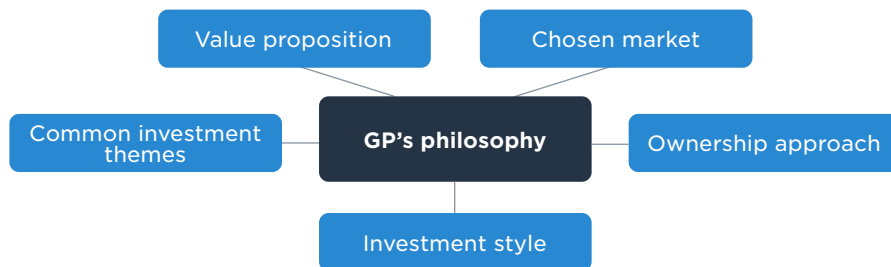 Value proposition
Chosen market
Common investment
themes
GP's philosophy
Ownership approach
Investment style